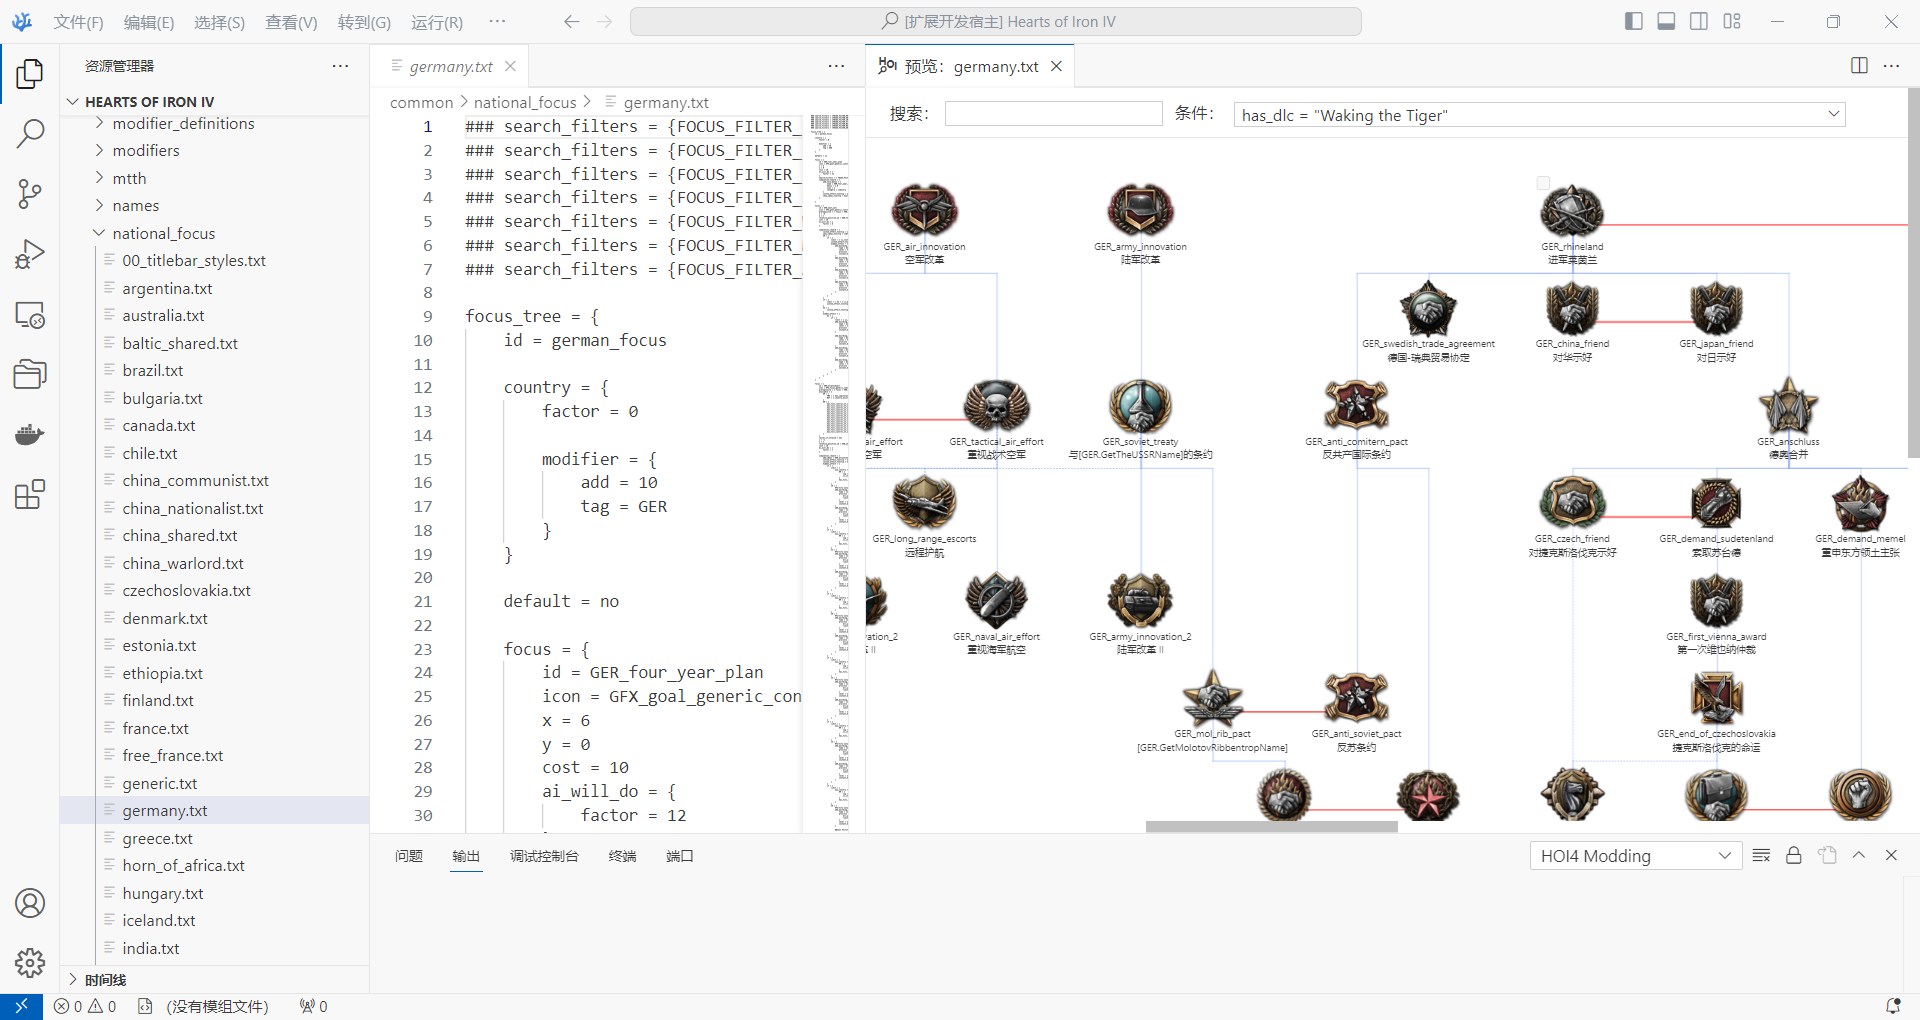 文件(F) 编辑(E) 选择(S) 查看(V) 转到(G) 运行(R) ···
[扩展开发宿主] Hearts of Iron IV
资源管理器
HEARTS OF IRON IV
modifier_definitions
modifiers
mtth
names
national_focus
00_titlebar_styles.txt
argentina.txt
australia.txt
baltic_shared.txt
brazil.txt
bulgaria.txt
canada.txt
chile.txt
china_communist.txt
china_nationalist.txt
china_shared.txt
china_warlord.txt
czechoslovakia.txt
denmark.txt
estonia.txt
ethiopia.txt
finland.txt
france.txt
free_france.txt
generic.txt
germany.txt
greece.txt
horn_of_africa.txt
hungary.txt
iceland.txt
india.txt
时间线
germany.txt
common > national_focus > germany.txt
1 ### search_filters = {FOCUS_FILTER_
2 ### search_filters = {FOCUS_FILTER_
3 ### search_filters = {FOCUS_FILTER_
4 ### search_filters = {FOCUS_FILTER_
5 ### search_filters = {FOCUS_FILTER_
6 ### search_filters = {FOCUS_FILTER_
7 ### search_filters = {FOCUS_FILTER_
8
9 focus_tree = {
10 id = german_focus
11
12 country = {
13 factor = 0
14
15 modifier = {
16 add = 10
17 tag = GER
18 }
19 }
20
21 default = no
22
23 focus = {
24 id = GER_four_year_plan
25 icon = GFX_goal_generic_con
26 x = 6
27 y = 0
28 cost = 10
29 ai_will_do = {
30 factor = 12
HOI 预览: germany.txt
搜索: 条件: has_dlc = "Waking the Tiger"
GER_air_innovation
空军改革
GER_army_innovation
陆军改革
GER_rhineland
进军莱茵兰
GER_swedish_trade_agreement
德国-瑞典贸易协定
GER_china_friend
对华示好
GER_japan_friend
对日示好
air_effort
空军
GER_tactical_air_effort
重视战术空军
GER_soviet_treaty
与[GER.GetTheUSSRName]的条约
GER_anti_comitern_pact
反共产国际条约
GER_anschluss
德奥合并
GER_long_range_escorts
远程护航
GER_czech_friend
对捷克斯洛伐克示好
GER_demand_sudetenland
索取苏台德
GER_demand_memel
重申东方领土主张
vation_2
II
GER_naval_air_effort
重视海军航空
GER_army_innovation_2
陆军改革 II
GER_first_vienna_award
第一次维也纳仲裁
GER_mol_rib_pact
[GER.GetMolotovRibbentropName]
GER_anti_soviet_pact
反苏条约
GER_end_of_czechoslovakia
捷克斯洛伐克的命运
问题 输出 调试控制台 终端 端口
HOI4 Modding
0 0 (没有模组文件) 0